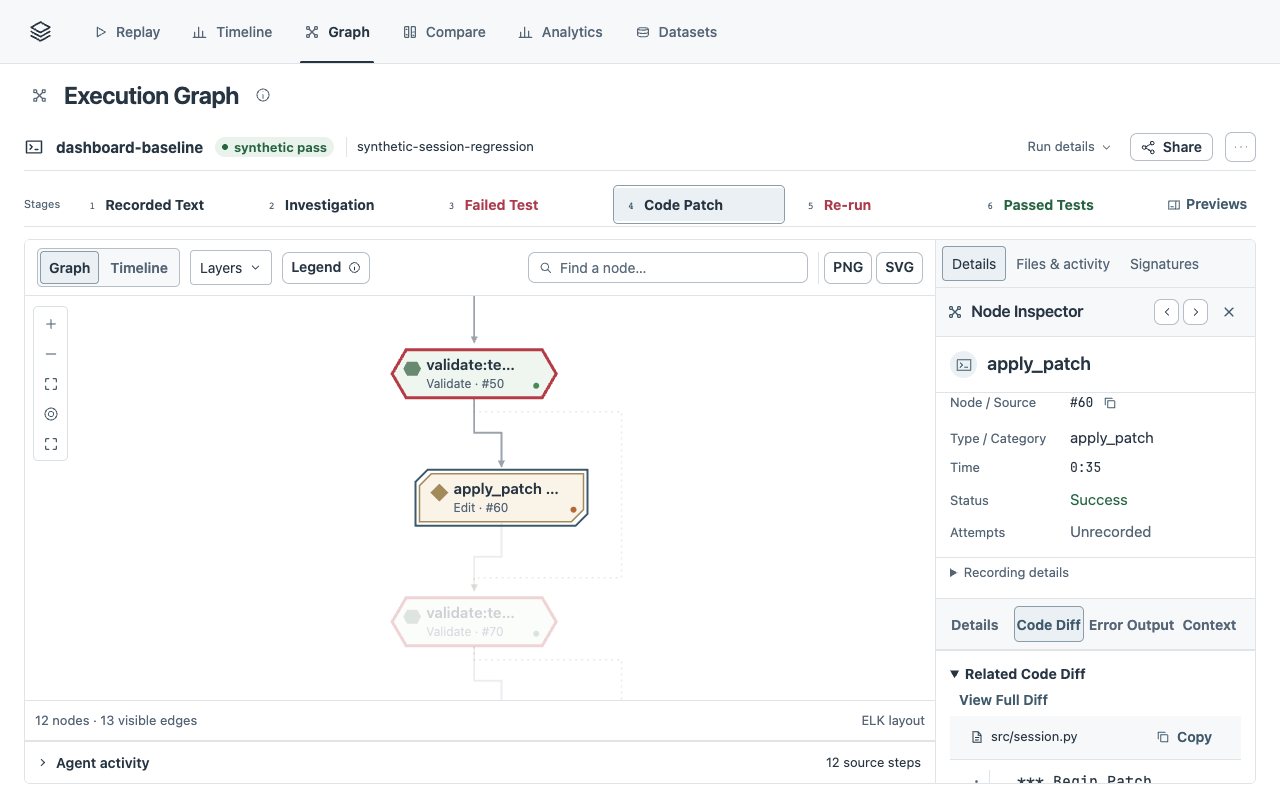 Replay Timeline Graph Compare Analytics Datasets
Execution Graph
dashboard-baseline synthetic pass synthetic-session-regression Run details Share ...
Stages 1 Recorded Text 2 Investigation 3 Failed Test 4 Code Patch 5 Re-run 6 Passed Tests Previews
Graph Timeline Layers Legend Find a node... PNG SVG
validate:te...
Validate · #50
apply_patch ...
Edit · #60
validate:te...
Validate · #70
12 nodes · 13 visible edges ELK layout
Agent activity 12 source steps
Details Files & activity Signatures
Node Inspector
apply_patch
Node / Source #60
Type / Category apply_patch
Time 0:35
Status Success
Attempts Unrecorded
Recording details
Details Code Diff Error Output Context
Related Code Diff
View Full Diff
src/session.py Copy
*** Begin Patch